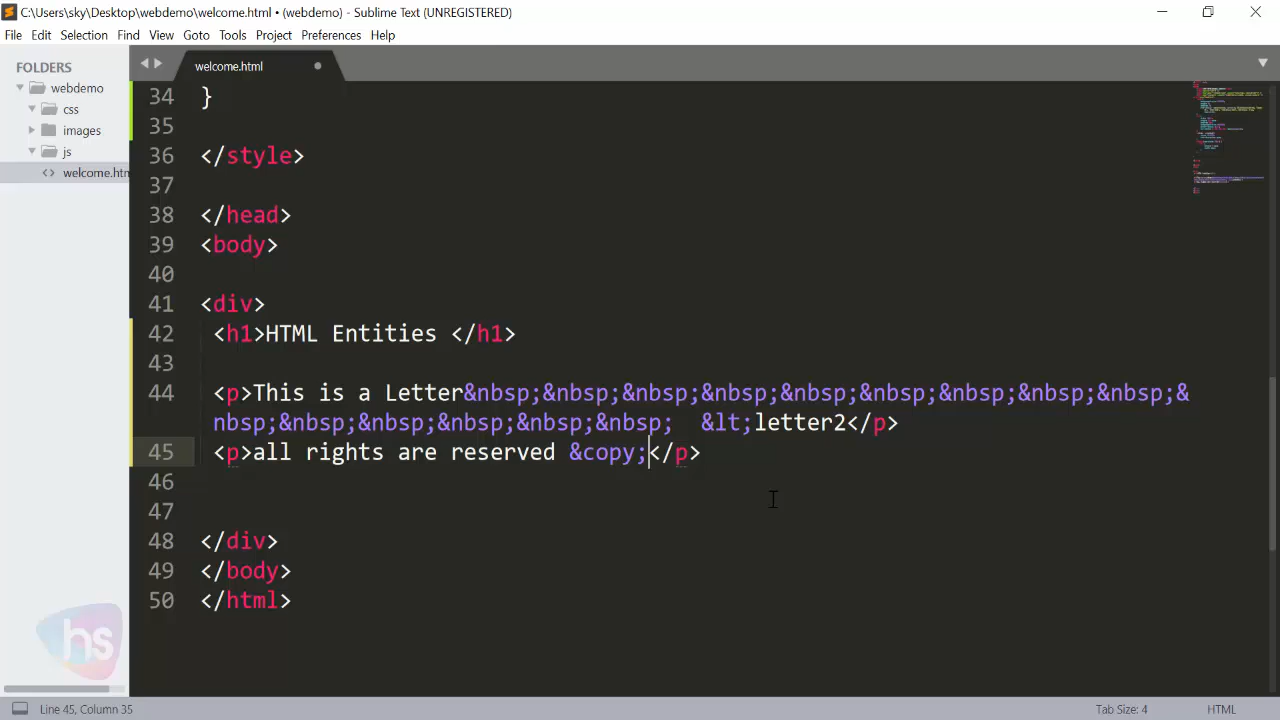 C:\Users\sky\Desktop\webdemo\welcome.html • (webdemo) - Sublime Text (UNREGISTERED)
File Edit Selection Find View Goto Tools Project Preferences Help
FOLDERS
webdemo
css
images
js
<> welcome.htn
welcome.html
34 }
35
36 </style>
37
38 </head>
39 <body>
40
41 <div>
42 <h1>HTML Entities </h1>
43
44 <p>This is a Letter&nbsp;&nbsp;&nbsp;&nbsp;&nbsp;&nbsp;&nbsp;&nbsp;&nbsp;&
nbsp;&nbsp;&nbsp;&nbsp;&nbsp;&nbsp; &lt;letter2</p>
45 <p>all rights are reserved &copy;</p>
46
47
48 </div>
49 </body>
50 </html>
hs
Line 45, Column 35
Tab Size: 4
HTML